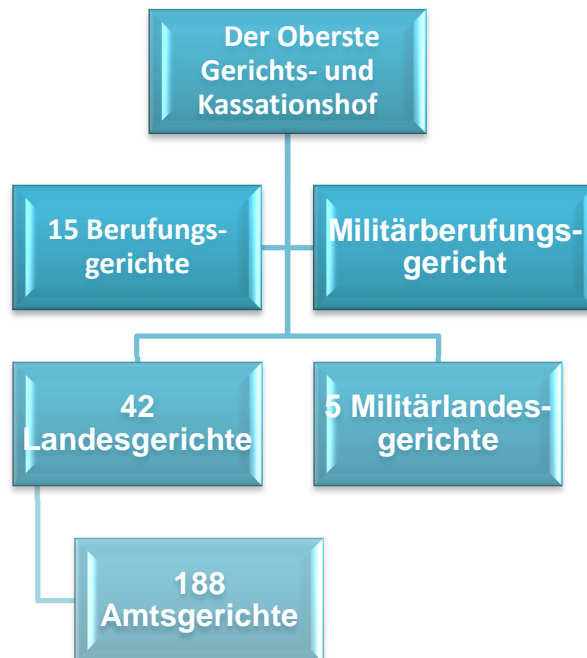 Der Oberste
Gerichts- und
Kassationshof
15 Berufungs-
gerichte
Militärberufungs-
gericht
42
Landesgerichte
5 Militärlandes-
gerichte
188
Amtsgerichte